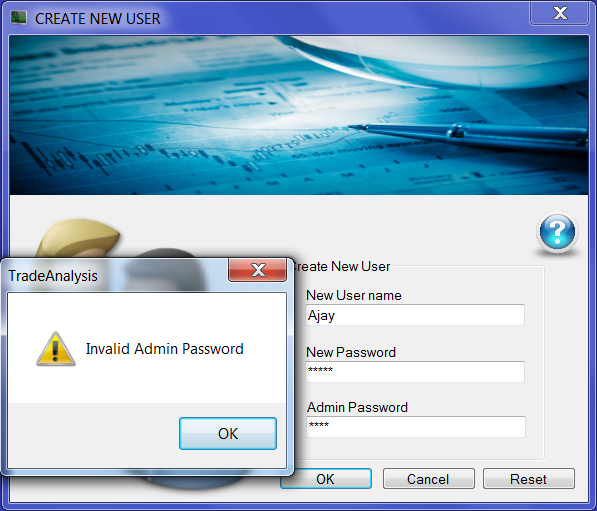 CREATE NEW USER
TradeAnalysis
Invalid Admin Password
OK
Create New User
New User name
Ajay
New Password
*****
Admin Password
****
OK
Cancel
Reset